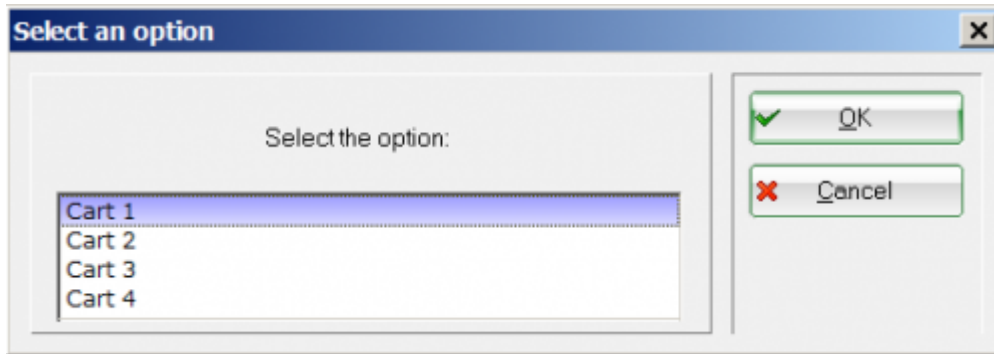 Select an option
Select the option:
Cart 1
Cart 2
Cart 3
Cart 4
OK
Cancel